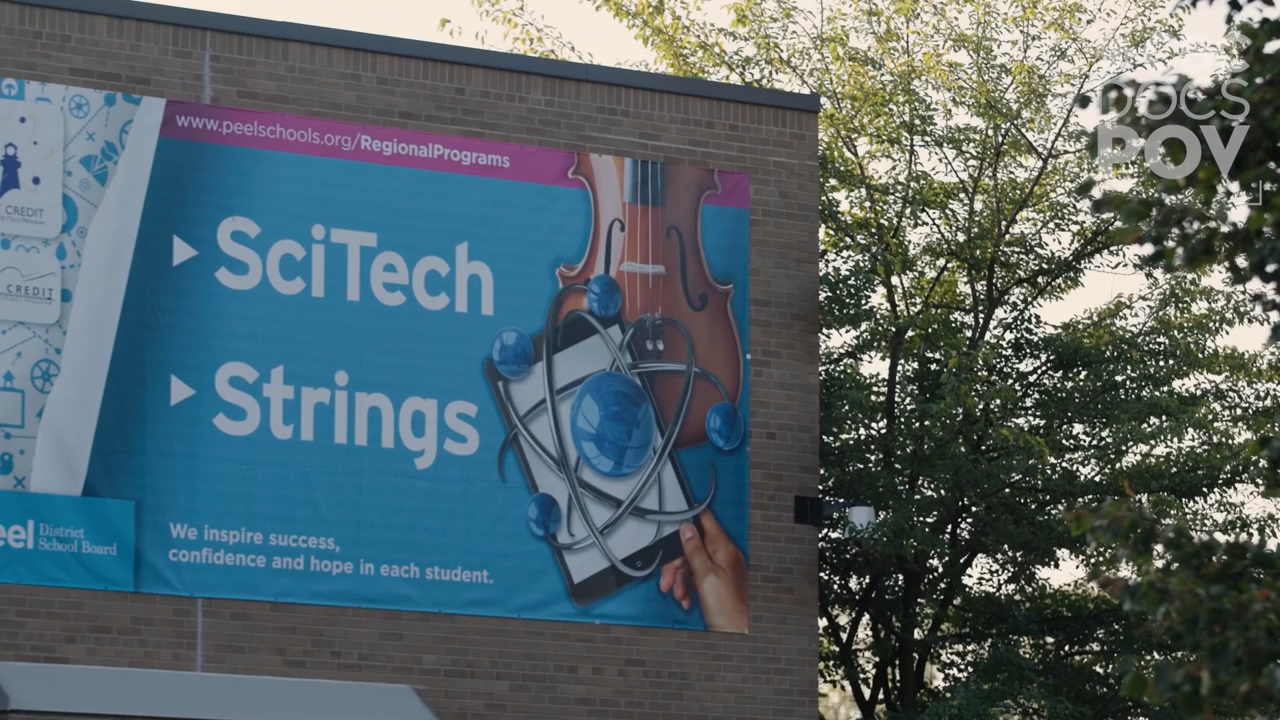 www.peelschools.org/RegionalPrograms
CREDIT
SciTech
CREDIT
Strings
eel District
School Board
We inspire success,
confidence and hope in each student.
DOCS
POV